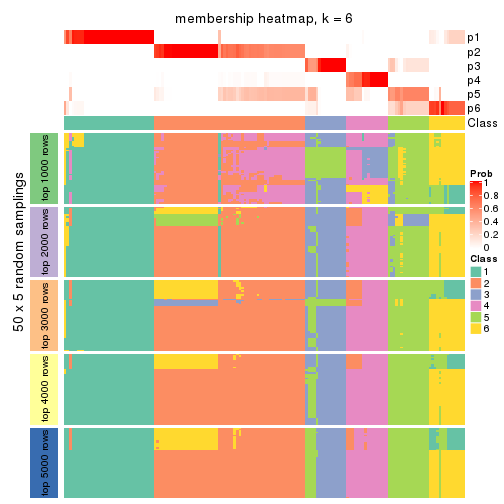 membership heatmap, k = 6
p1
p2
p3
p4
p5
p6
Class
50 x 5 random samplings
top 1000 rows
top 2000 rows
top 3000 rows
top 4000 rows
top 5000 rows
Prob
1
0.8
0.6
0.4
0.2
0
Class
1
2
3
4
5
6